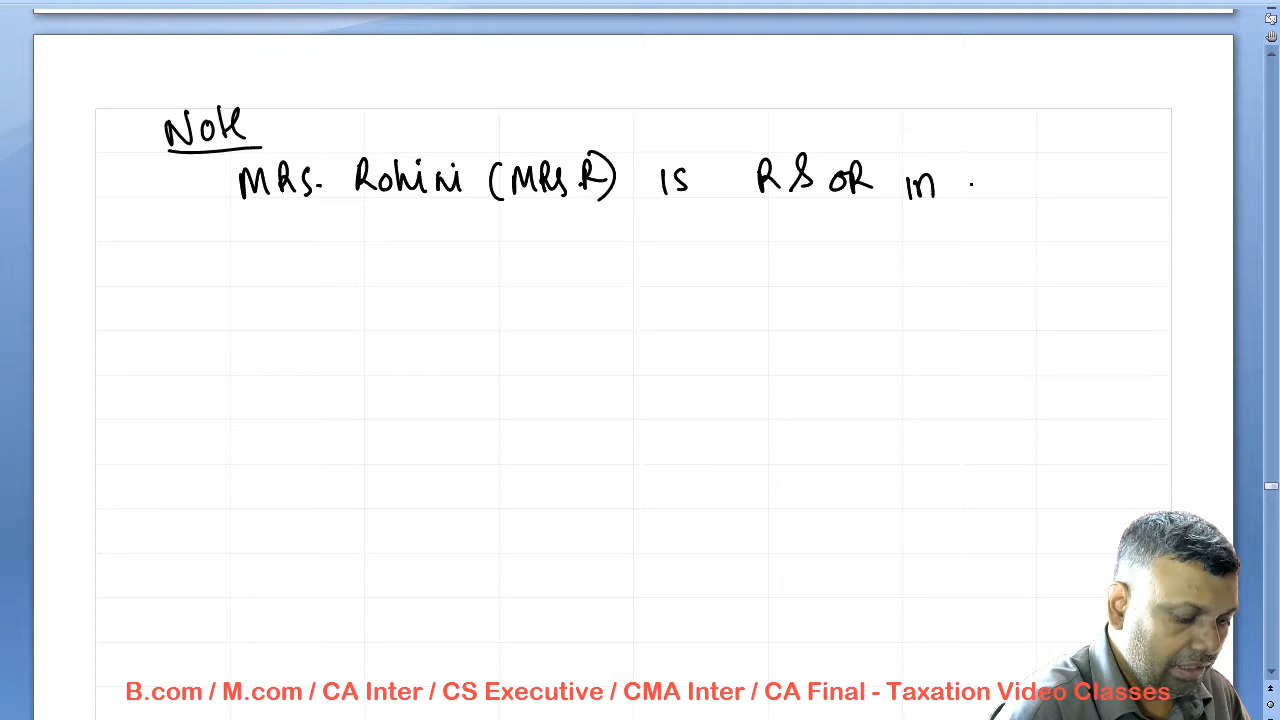 Note
MRS. Rohini (MRS.R) is R & OR in
B.com / M.com / CA Inter / CS Executive / CMA Inter / CA Final - Taxation Video Classes